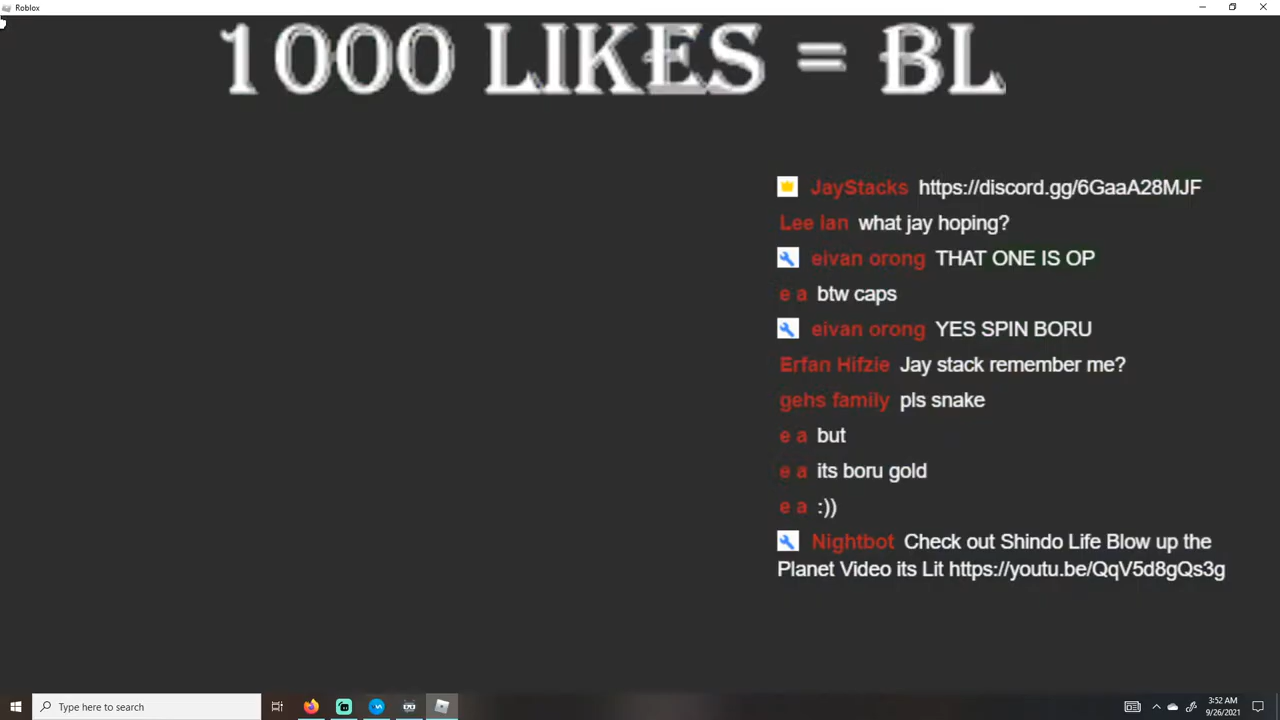 Roblox
1000 LIKES = BL
JayStacks https://discord.gg/6GaaA28MJF
Lee Ian what jay hoping?
eivan orong THAT ONE IS OP
e a btw caps
eivan orong YES SPIN BORU
Erfan Hifzie Jay stack remember me?
gehs family pls snake
e a but
e a its boru gold
e a :))
Nightbot Check out Shindo Life Blow up the
Planet Video its Lit https://youtu.be/QqV5d8gQs3g
Type here to search
3:52 AM
9/26/2021